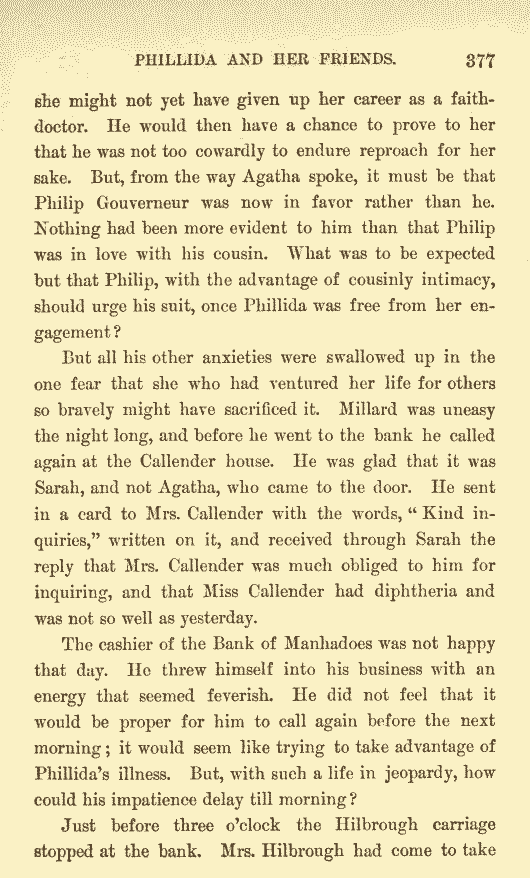 PHILLIDA AND HER FRIENDS. 377
she might not yet have given up her career as a faith-
doctor. He would then have a chance to prove to her
that he was not too cowardly to endure reproach for her
sake. But, from the way Agatha spoke, it must be that
Philip Gouverneur was now in favor rather than he.
Nothing had been more evident to him than that Philip
was in love with his cousin. What was to be expected
but that Philip, with the advantage of cousinly intimacy,
should urge his suit, once Phillida was free from her en-
gagement?
But all his other anxieties were swallowed up in the
one fear that she who had ventured her life for others
so bravely might have sacrificed it. Millard was uneasy
the night long, and before he went to the bank he called
again at the Callender house. He was glad that it was
Sarah, and not Agatha, who came to the door. He sent
in a card to Mrs. Callender with the words, “Kind in-
quiries,” written on it, and received through Sarah the
reply that Mrs. Callender was much obliged to him for
inquiring, and that Miss Callender had diphtheria and
was not so well as yesterday.
The cashier of the Bank of Manhadoes was not happy
that day. He threw himself into his business with an
energy that seemed feverish. He did not feel that it
would be proper for him to call again before the next
morning; it would seem like trying to take advantage of
Phillida’s illness. But, with such a life in jeopardy, how
could his impatience delay till morning?
Just before three o’clock the Hilbrough carriage
stopped at the bank. Mrs. Hilbrough had come to take